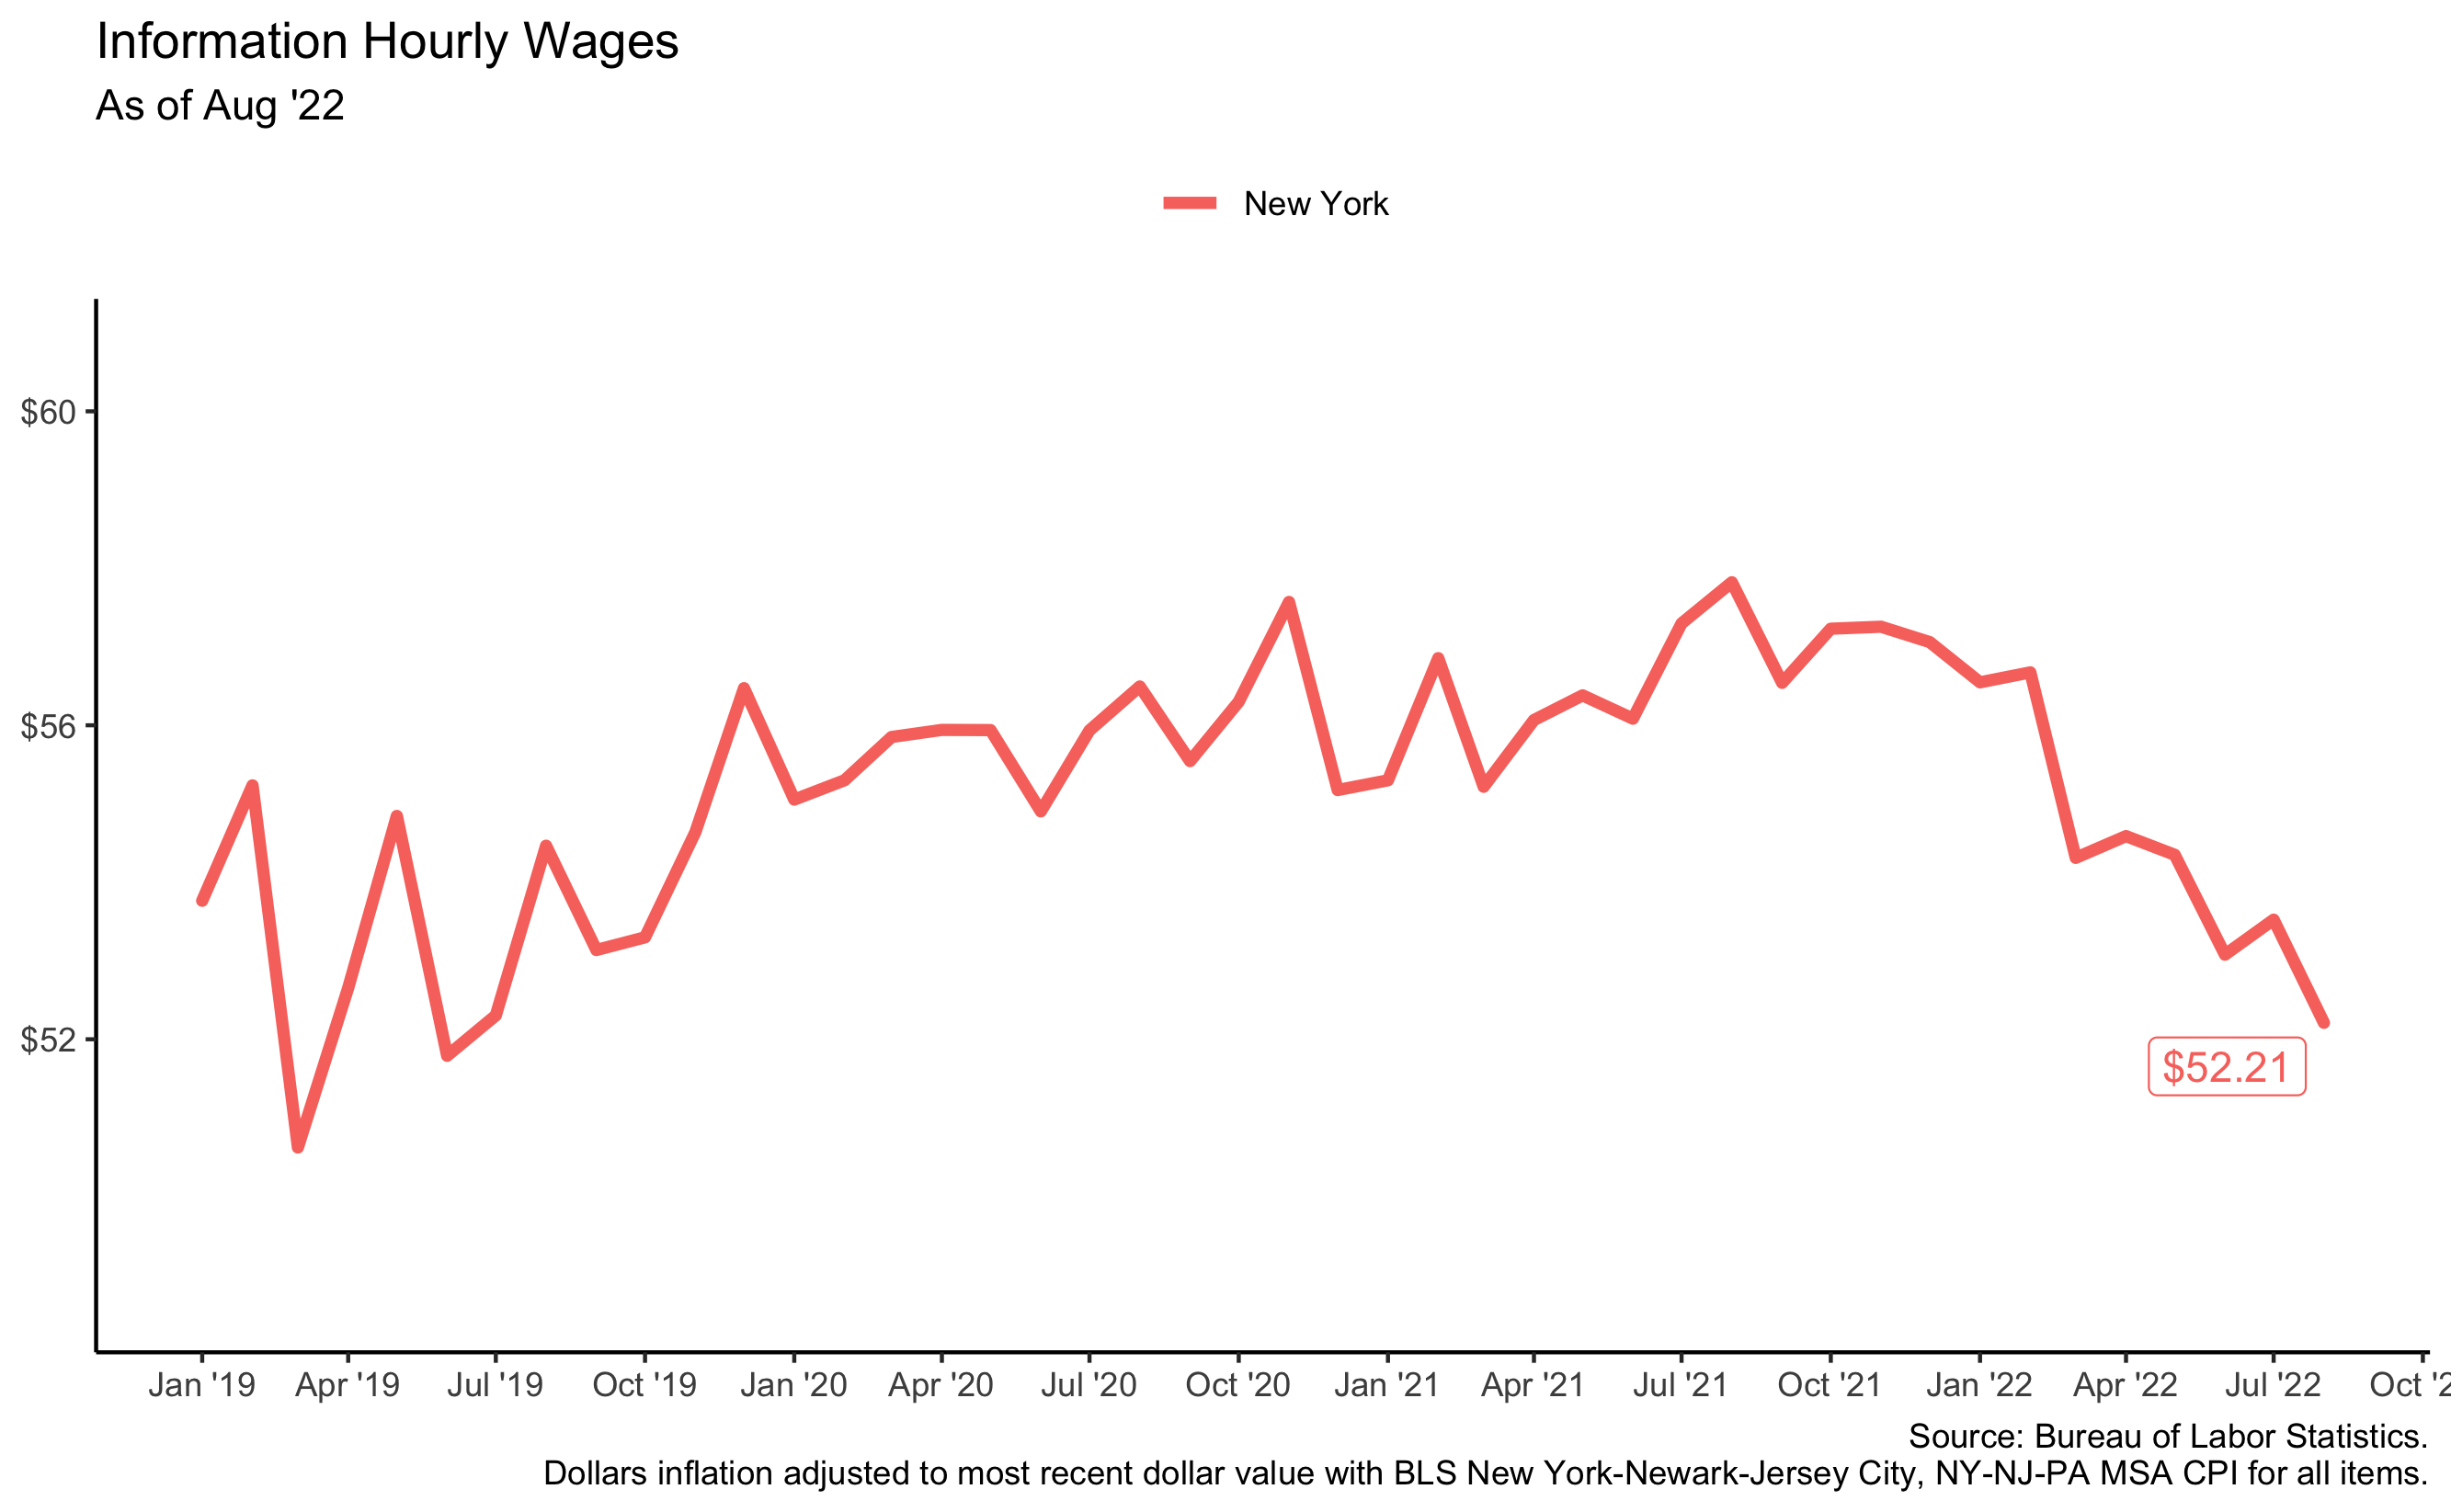 Information Hourly Wages
As of Aug '22
New York
$60
$56
$52
$52.21
Jan '19 Apr '19 Jul '19 Oct '19 Jan '20 Apr '20 Jul '20 Oct '20 Jan '21 Apr '21 Jul '21 Oct '21 Jan '22 Apr '22 Jul '22 Oct '2
Source: Bureau of Labor Statistics.
Dollars inflation adjusted to most recent dollar value with BLS New York-Newark-Jersey City, NY-NJ-PA MSA CPI for all items.